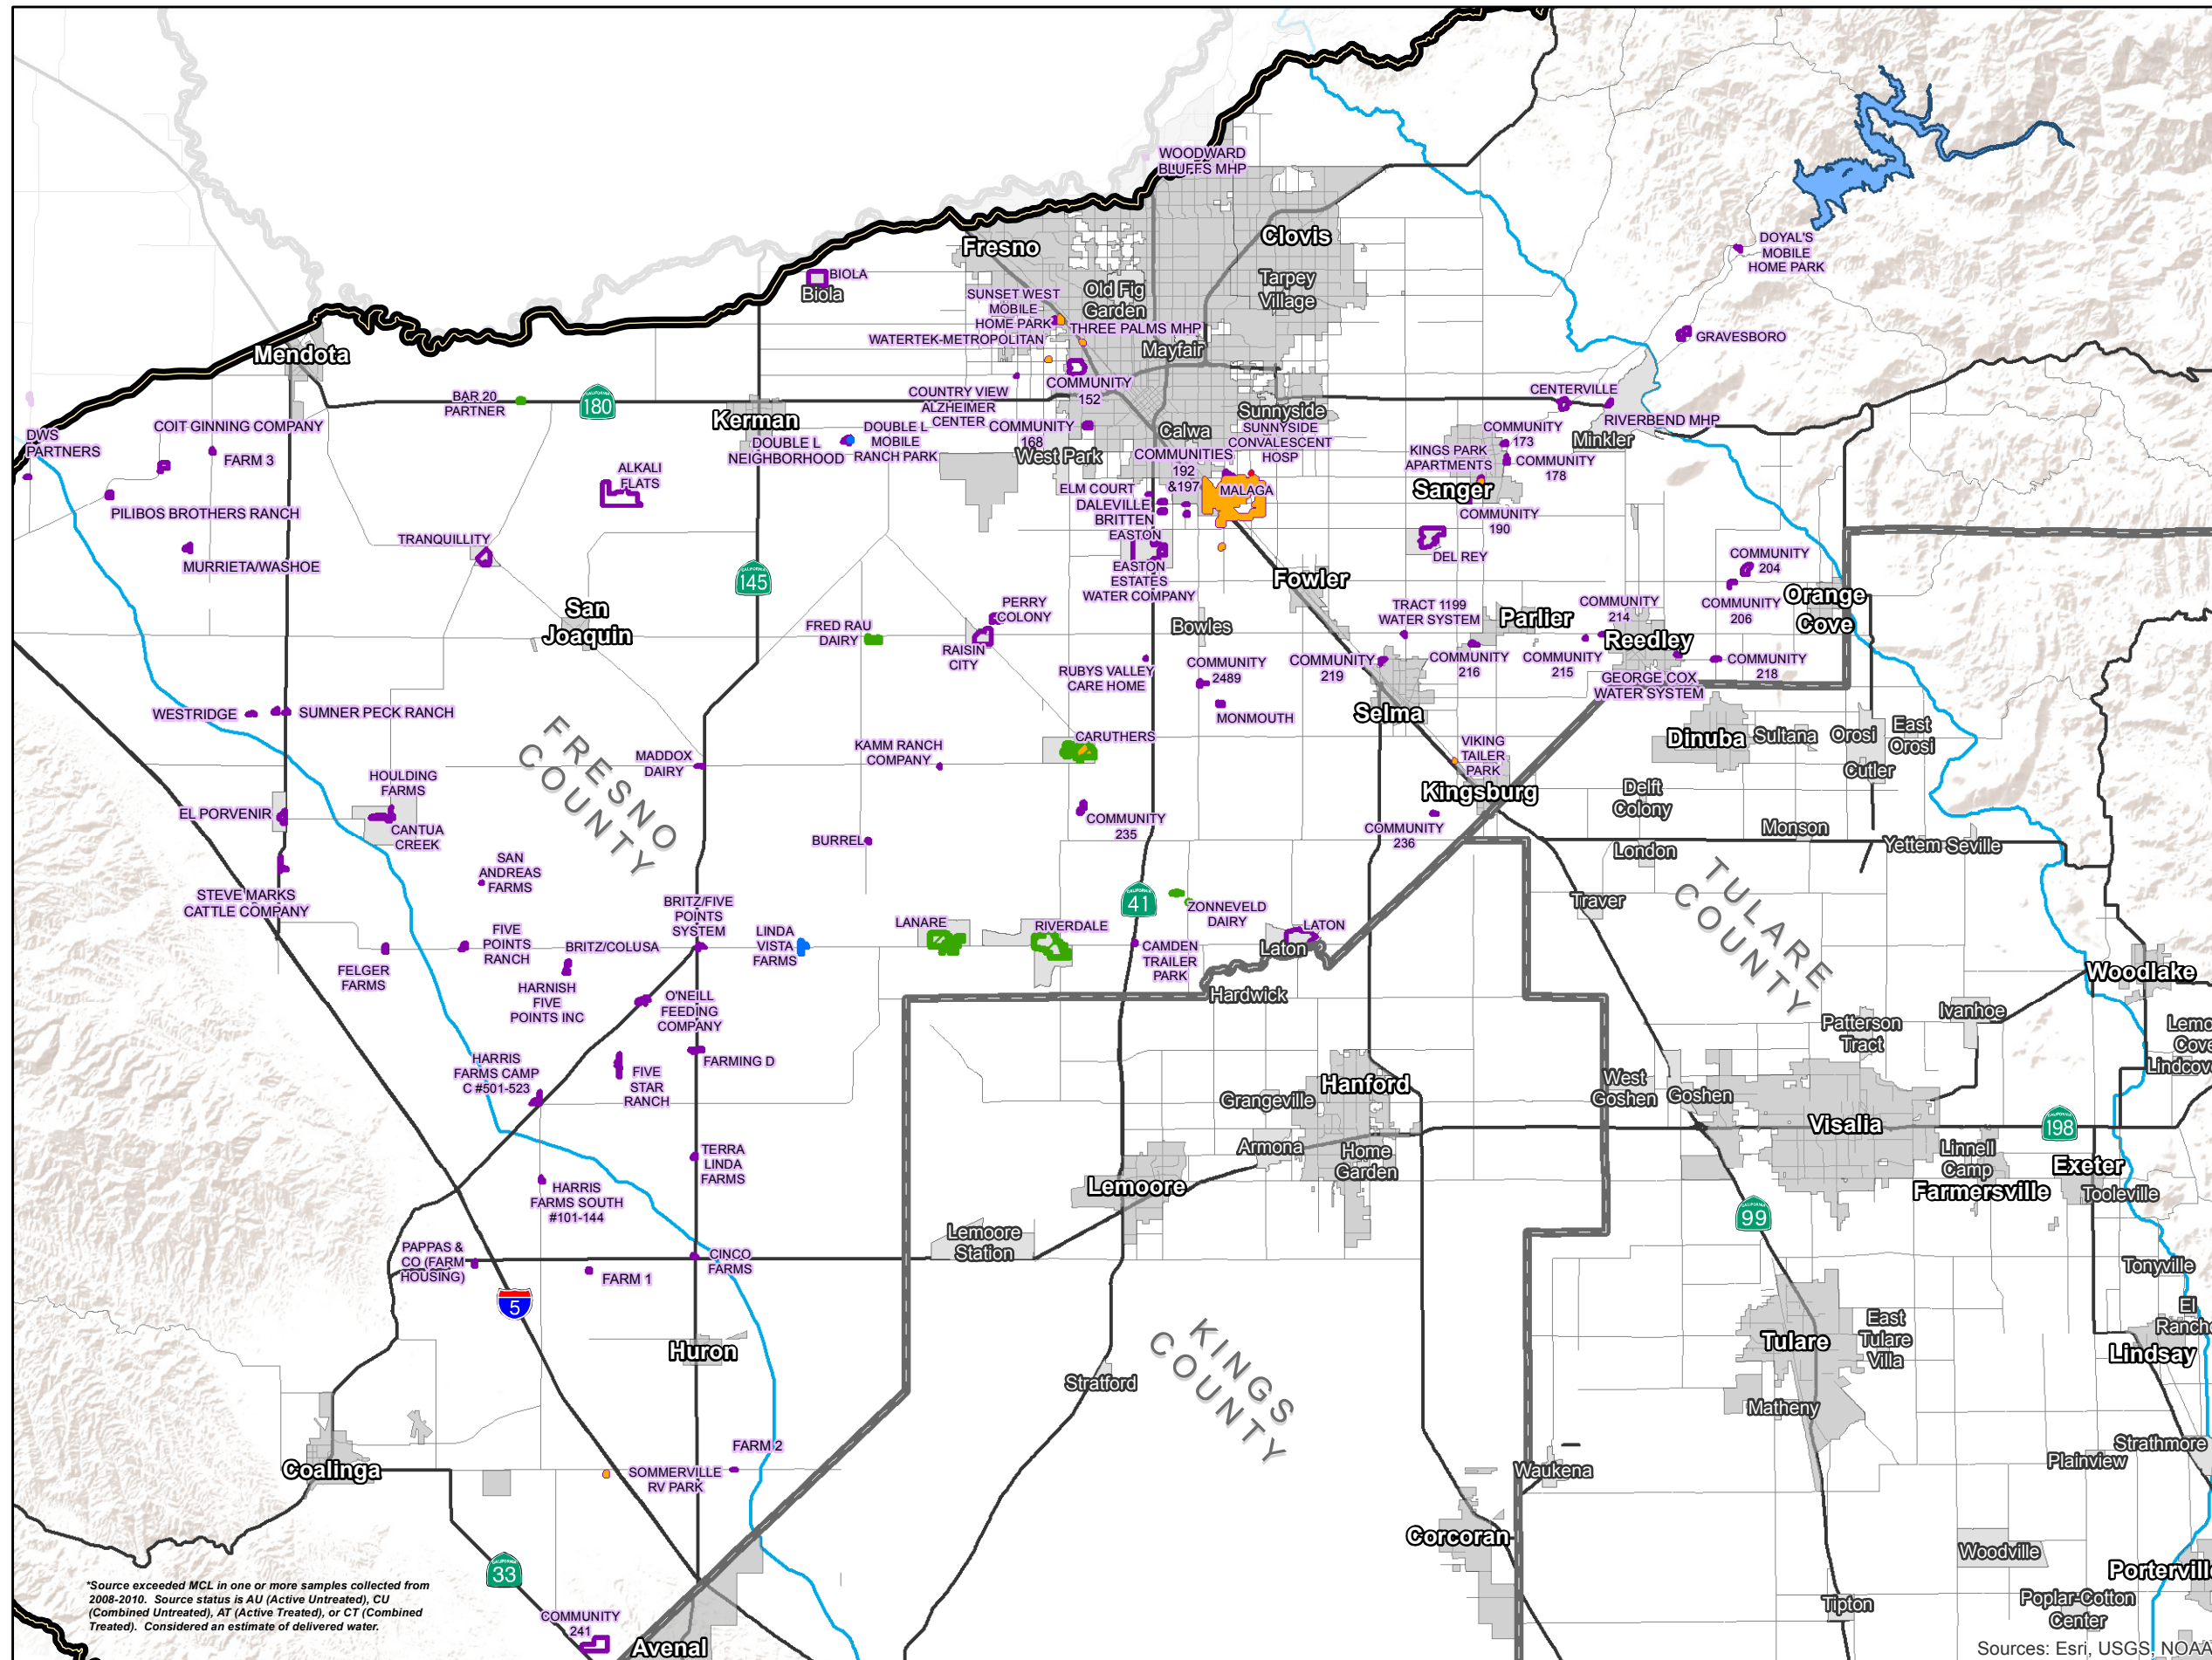 WOODWARD
BLUFFS MHP
Fresno
Clovis
Tarpey
Village
Old Fig
Garden
DOYAL'S
MOBILE
HOME PARK
BIOLA
Biola
SUNSET WEST
MOBILE
HOME PARK
THREE PALMS MHP
WATERTEK-METROPOLITAN
Mayfair
GRAVESBORO
Mendota
BAR 20
PARTNER
CALIFORNIA
180
Kerman
COUNTRY VIEW
ALZHEIMER
CENTER
COMMUNITY
152
COMMUNITY
168
West Park
Sunnyside
Calwa
SUNNYSIDE
CONVALESCENT
HOSP
CENTERVILLE
RIVERBEND MHP
Minkler
COMMUNITY
173
COMMUNITY
178
KINGS PARK
APARTMENTS
Sanger
COMMUNITY
190
DEL REY
DWS
PARTNERS
COIT GINNING COMPANY
FARM 3
PILIBOS BROTHERS RANCH
MURRIETA/WASHOE
DOUBLE L
NEIGHBORHOOD
DOUBLE L
MOBILE
RANCH PARK
ALKALI
FLATS
TRANQUILLITY
COMMUNITIES
192
&197
MALAGA
ELM COURT
DALEVILLE
BRITTEN
EASTON
EASTON
ESTATES
WATER COMPANY
Fowler
San
Joaquin
CALIFORNIA
145
FRED RAU
DAIRY
PERRY
COLONY
RAISIN
CITY
Bowles
RUBYS VALLEY
CARE HOME
COMMUNITY
2489
MONMOUTH
COMMUNITY
219
Selma
TRACT 1199
WATER SYSTEM
Parlier
COMMUNITY
216
COMMUNITY
215
COMMUNITY
214
Reedley
GEORGE COX
WATER SYSTEM
COMMUNITY
204
COMMUNITY
206
COMMUNITY
218
Orange
Cove
WESTRIDGE
SUMNER PECK RANCH
FRESNO
COUNTY
MADDOX
DAIRY
KAMM RANCH
COMPANY
CARUTHERS
VIKING
TAILER
PARK
Kingsburg
Dinuba
Sultana
Orosi
East
Orosi
Cutler
Delft
Colony
HOULDING
FARMS
EL PORVENIR
CANTUA
CREEK
BURREL
COMMUNITY
235
COMMUNITY
236
London
Monson
Yettem
Seville
Traver
TULARE
COUNTY
STEVE MARKS
CATTLE COMPANY
SAN
ANDREAS
FARMS
FIVE
POINTS
RANCH
FELGER
FARMS
BRITZ/COLUSA
BRITZ/FIVE
POINTS
SYSTEM
LINDA
VISTA
FARMS
LANARE
RIVERDALE
CALIFORNIA
41
ZONNEVELD
DAIRY
CAMDEN
TRAILER
PARK
LATON
Laton
Hardwick
Woodlake
HARNISH
FIVE
POINTS INC
O'NEILL
FEEDING
COMPANY
FARMING D
FIVE
STAR
RANCH
HARRIS
FARMS CAMP
C #501-523
Grangeville
Hanford
Armona
Home
Garden
Lemoore
Lemoore
Station
West
Goshen
Goshen
Visalia
Patterson
Tract
Ivanhoe
Lemo
Cove
Lindcov
CALIFORNIA
198
Linnell
Camp
Farmersville
Exeter
Tooleville
CALIFORNIA
99
TERRA
LINDA
FARMS
HARRIS
FARMS SOUTH
#101-144
PAPPAS &
CO (FARM
HOUSING)
CINCO
FARMS
FARM 1
5
Huron
KINGS
COUNTY
Stratford
Tonyville
El
Ranch
Lindsay
Tulare
East
Tulare
Villa
Matheny
Strathmore
Plainview
Coalinga
FARM 2
SOMMERVILLE
RV PARK
Waukena
Corcoran
Woodville
Porterville
Poplar-Cotton
Center
Tipton
CALIFORNIA
33
COMMUNITY
241
Avenal
*Source exceeded MCL in one or more samples collected from
2008-2010. Source status is AU (Active Untreated), CU
(Combined Untreated), AT (Active Treated), or CT (Combined
Treated). Considered an estimate of delivered water.
Sources: Esri, USGS, NOAA